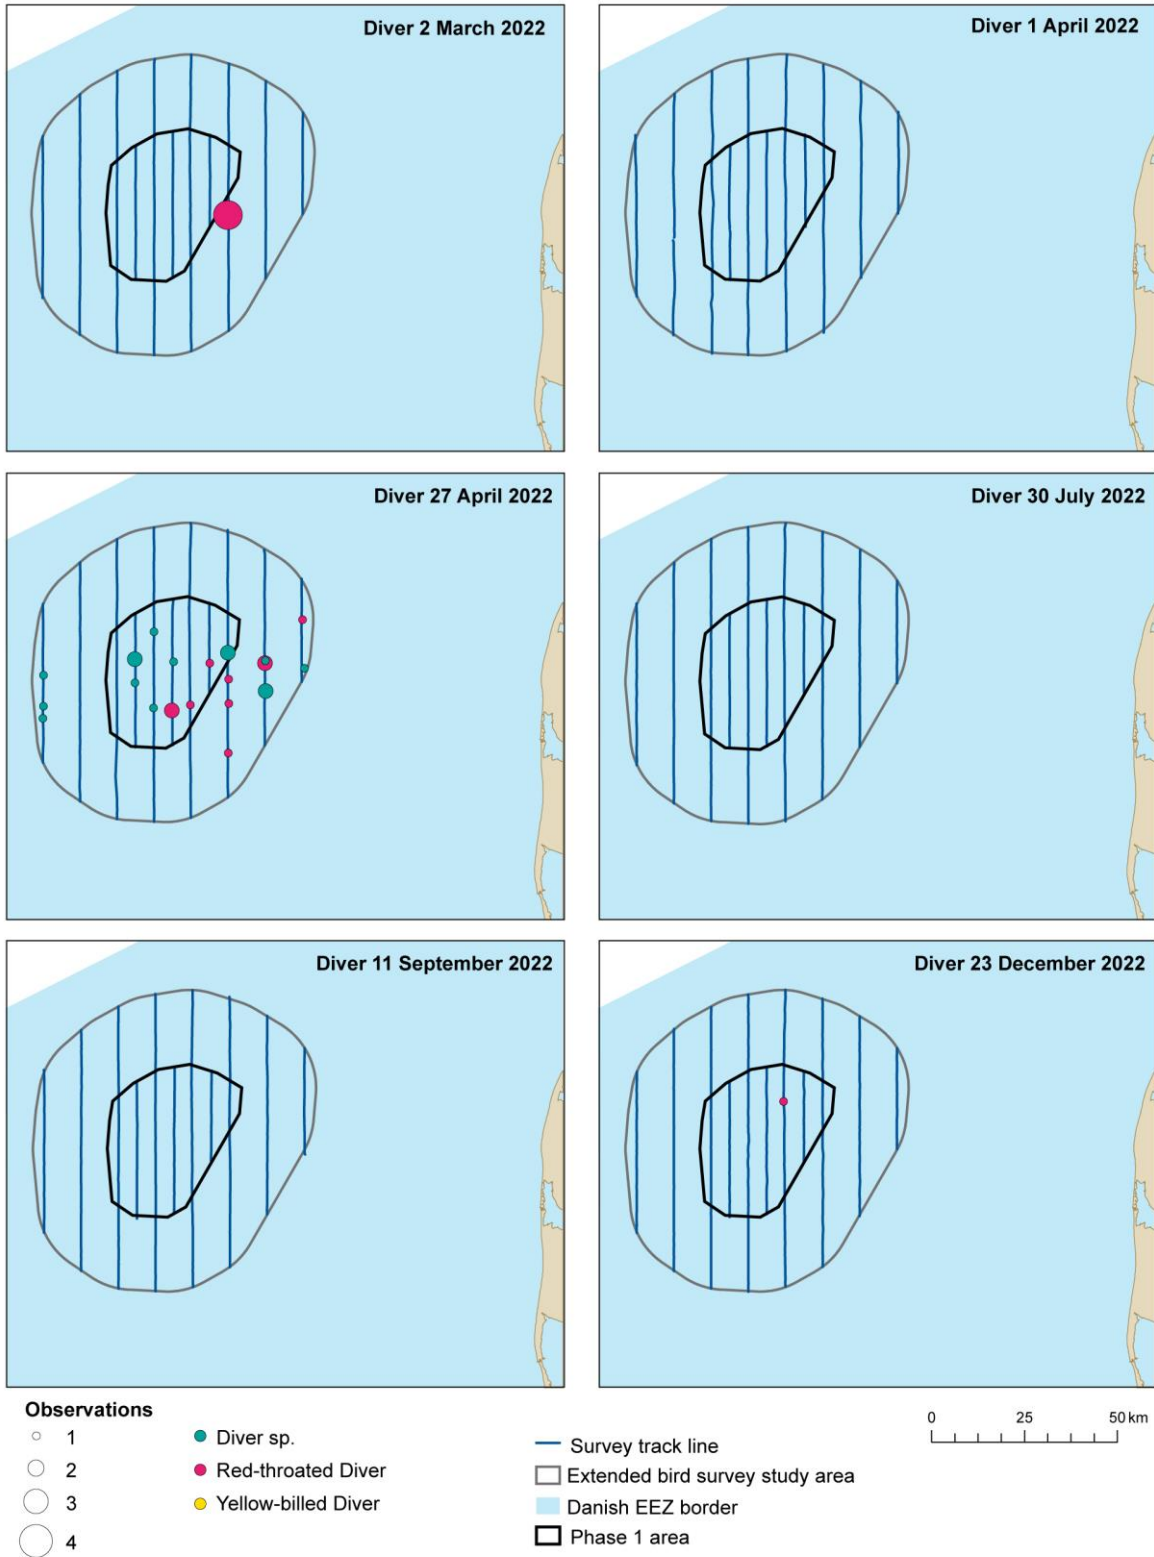 Diver 2 March 2022
Diver 1 April 2022
Diver 27 April 2022
Diver 30 July 2022
Diver 11 September 2022
Diver 23 December 2022
Observations
1
2
3
4
Diver sp.
Red-throated Diver
Yellow-billed Diver
Survey track line
Extended bird survey study area
Danish EEZ border
Phase 1 area
0 25 50 km